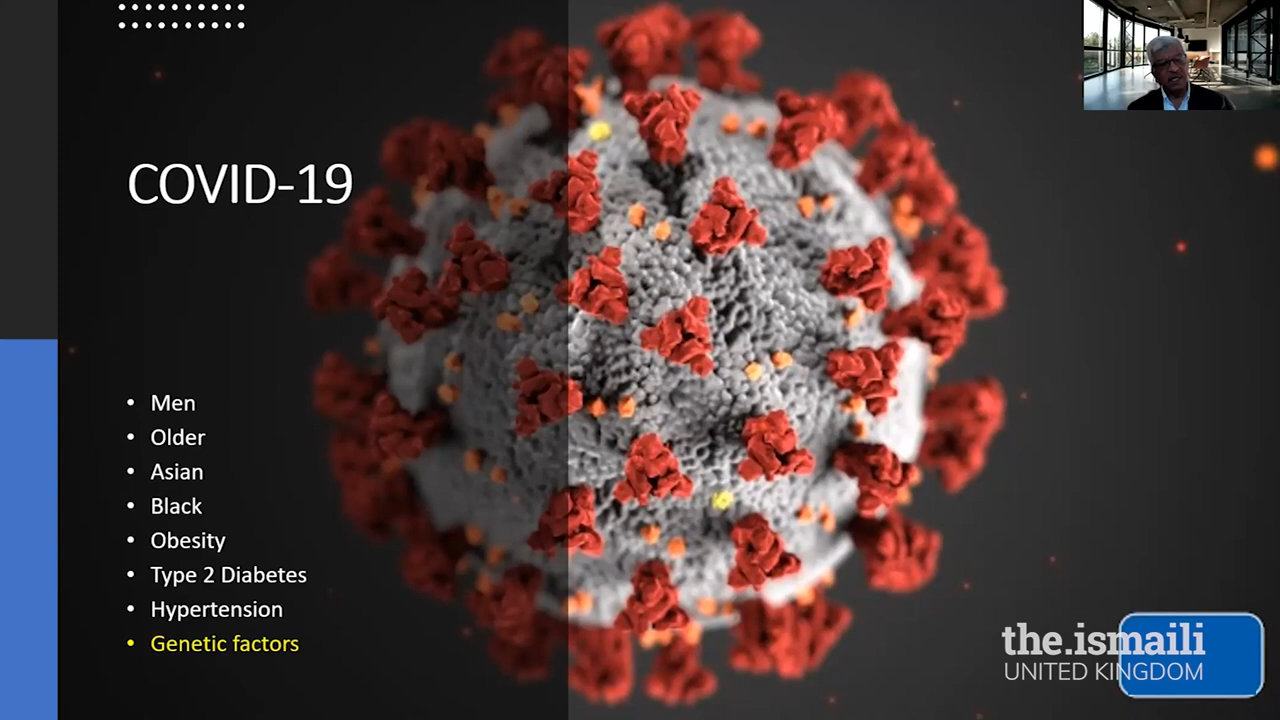 COVID-19
• Men
• Older
• Asian
• Black
• Obesity
• Type 2 Diabetes
• Hypertension
• Genetic factors
the.ismaili
UNITED KINGDOM